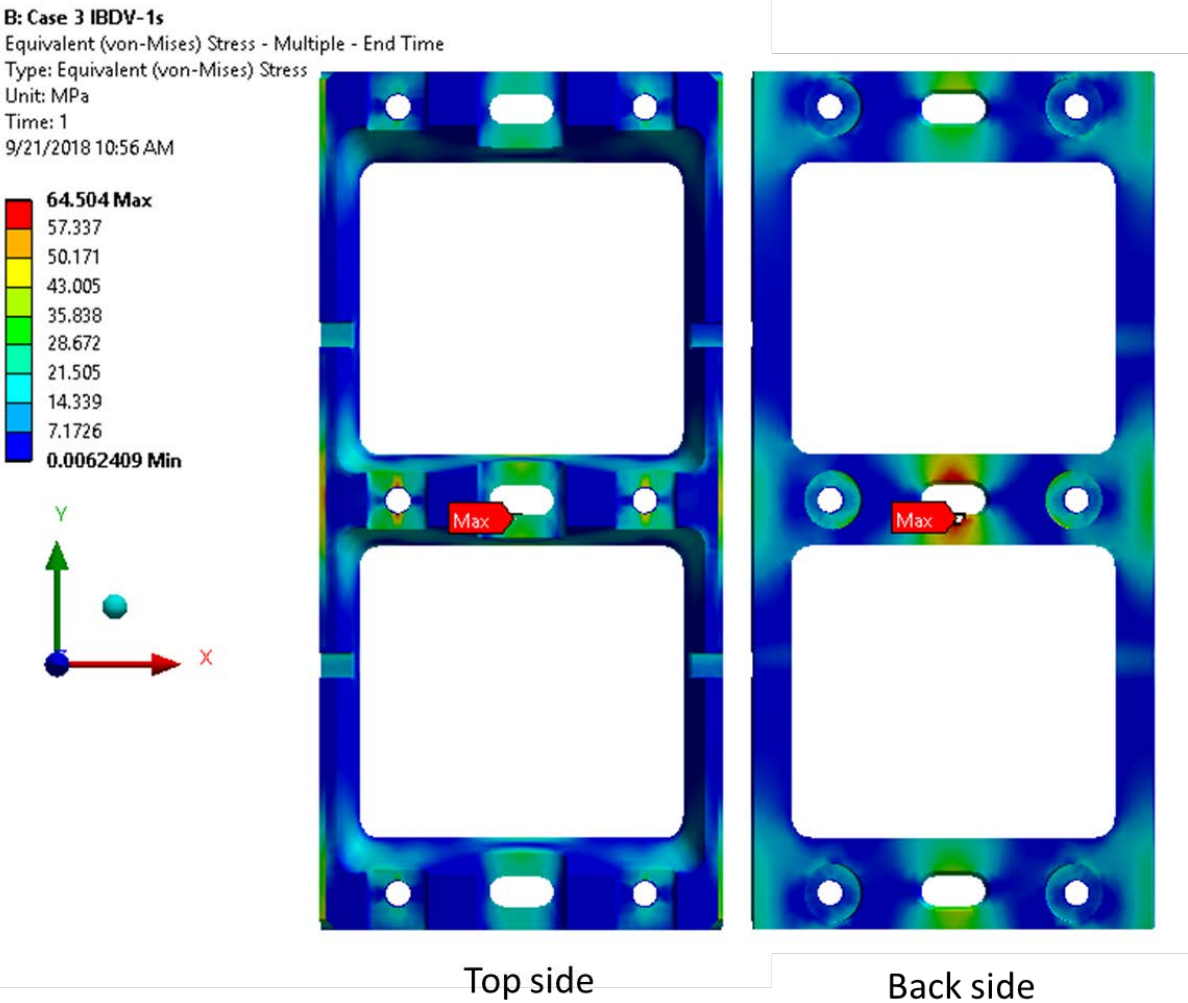 B: Case 3 IBDV-1s
Equivalent (von-Mises) Stress - Multiple - End Time
Type: Equivalent (von-Mises) Stress
Unit: MPa
Time: 1
9/21/2018 10:56 AM
64.504 Max
57.337
50.171
43.005
35.838
28.672
21.505
14.339
7.1726
0.0062409 Min
Y
X
Max
Max
Top side
Back side